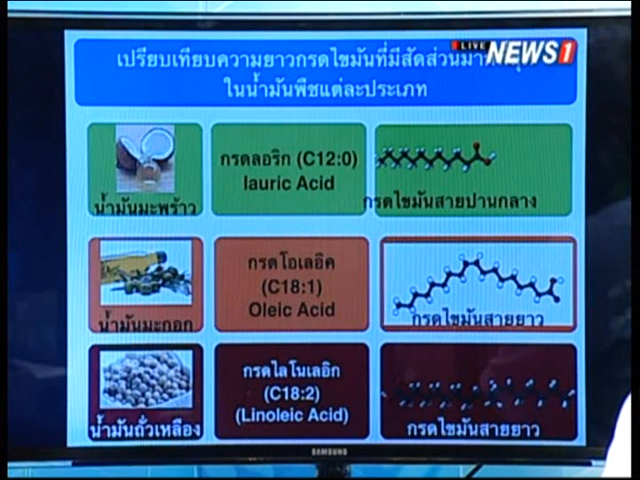 LIVE NEWS1
เปรียบเทียบความยาวกรดไขมันที่มีสัดส่วน
ในน้ำมันพืชแต่ละประเภท
น้ำมันมะพร้าว
กรดลอริก (C12:0)
lauric Acid
กรดไขมันสายปานกลาง
น้ำมันมะกอก
กรดโอเลอิค
(C18:1)
Oleic Acid
กรดไขมันสายยาว
น้ำมันถั่วเหลือง
กรดไลโนเลอิก
(C18:2)
(Linoleic Acid)
กรดไขมันสายยาว
SAMSUNG